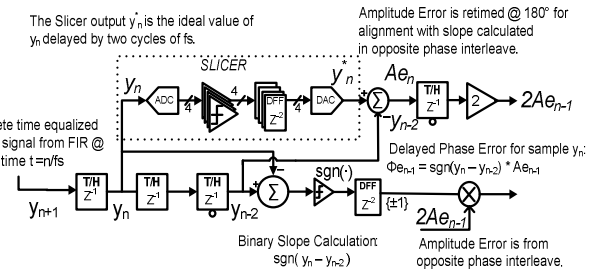 The Slicer output y*n is the ideal value of
yn delayed by two cycles of fs.
Amplitude Error is retimed @ 180° for
alignment with slope calculated
in opposite phase interleave.
SLICER
yn
ADC
4
4
DFF
Z-2
4
DAC
y*n
+
Σ
Aen
−yn-2
T/H
Z-1
2
2Aen-1
ete time equalized
signal from FIR @
time t =n/fs
yn+1
T/H
Z-1
yn
T/H
Z-1
T/H
Z-1
yn-2
+
−
Σ
sgn(·)
DFF
Z-2
{±1}
Delayed Phase Error for sample yn:
Φen-1 = sgn(yn − yn-2) * Aen-1
2Aen-1
Binary Slope Calculation:
sgn( yn − yn-2 )
Amplitude Error is from
opposite phase interleave.